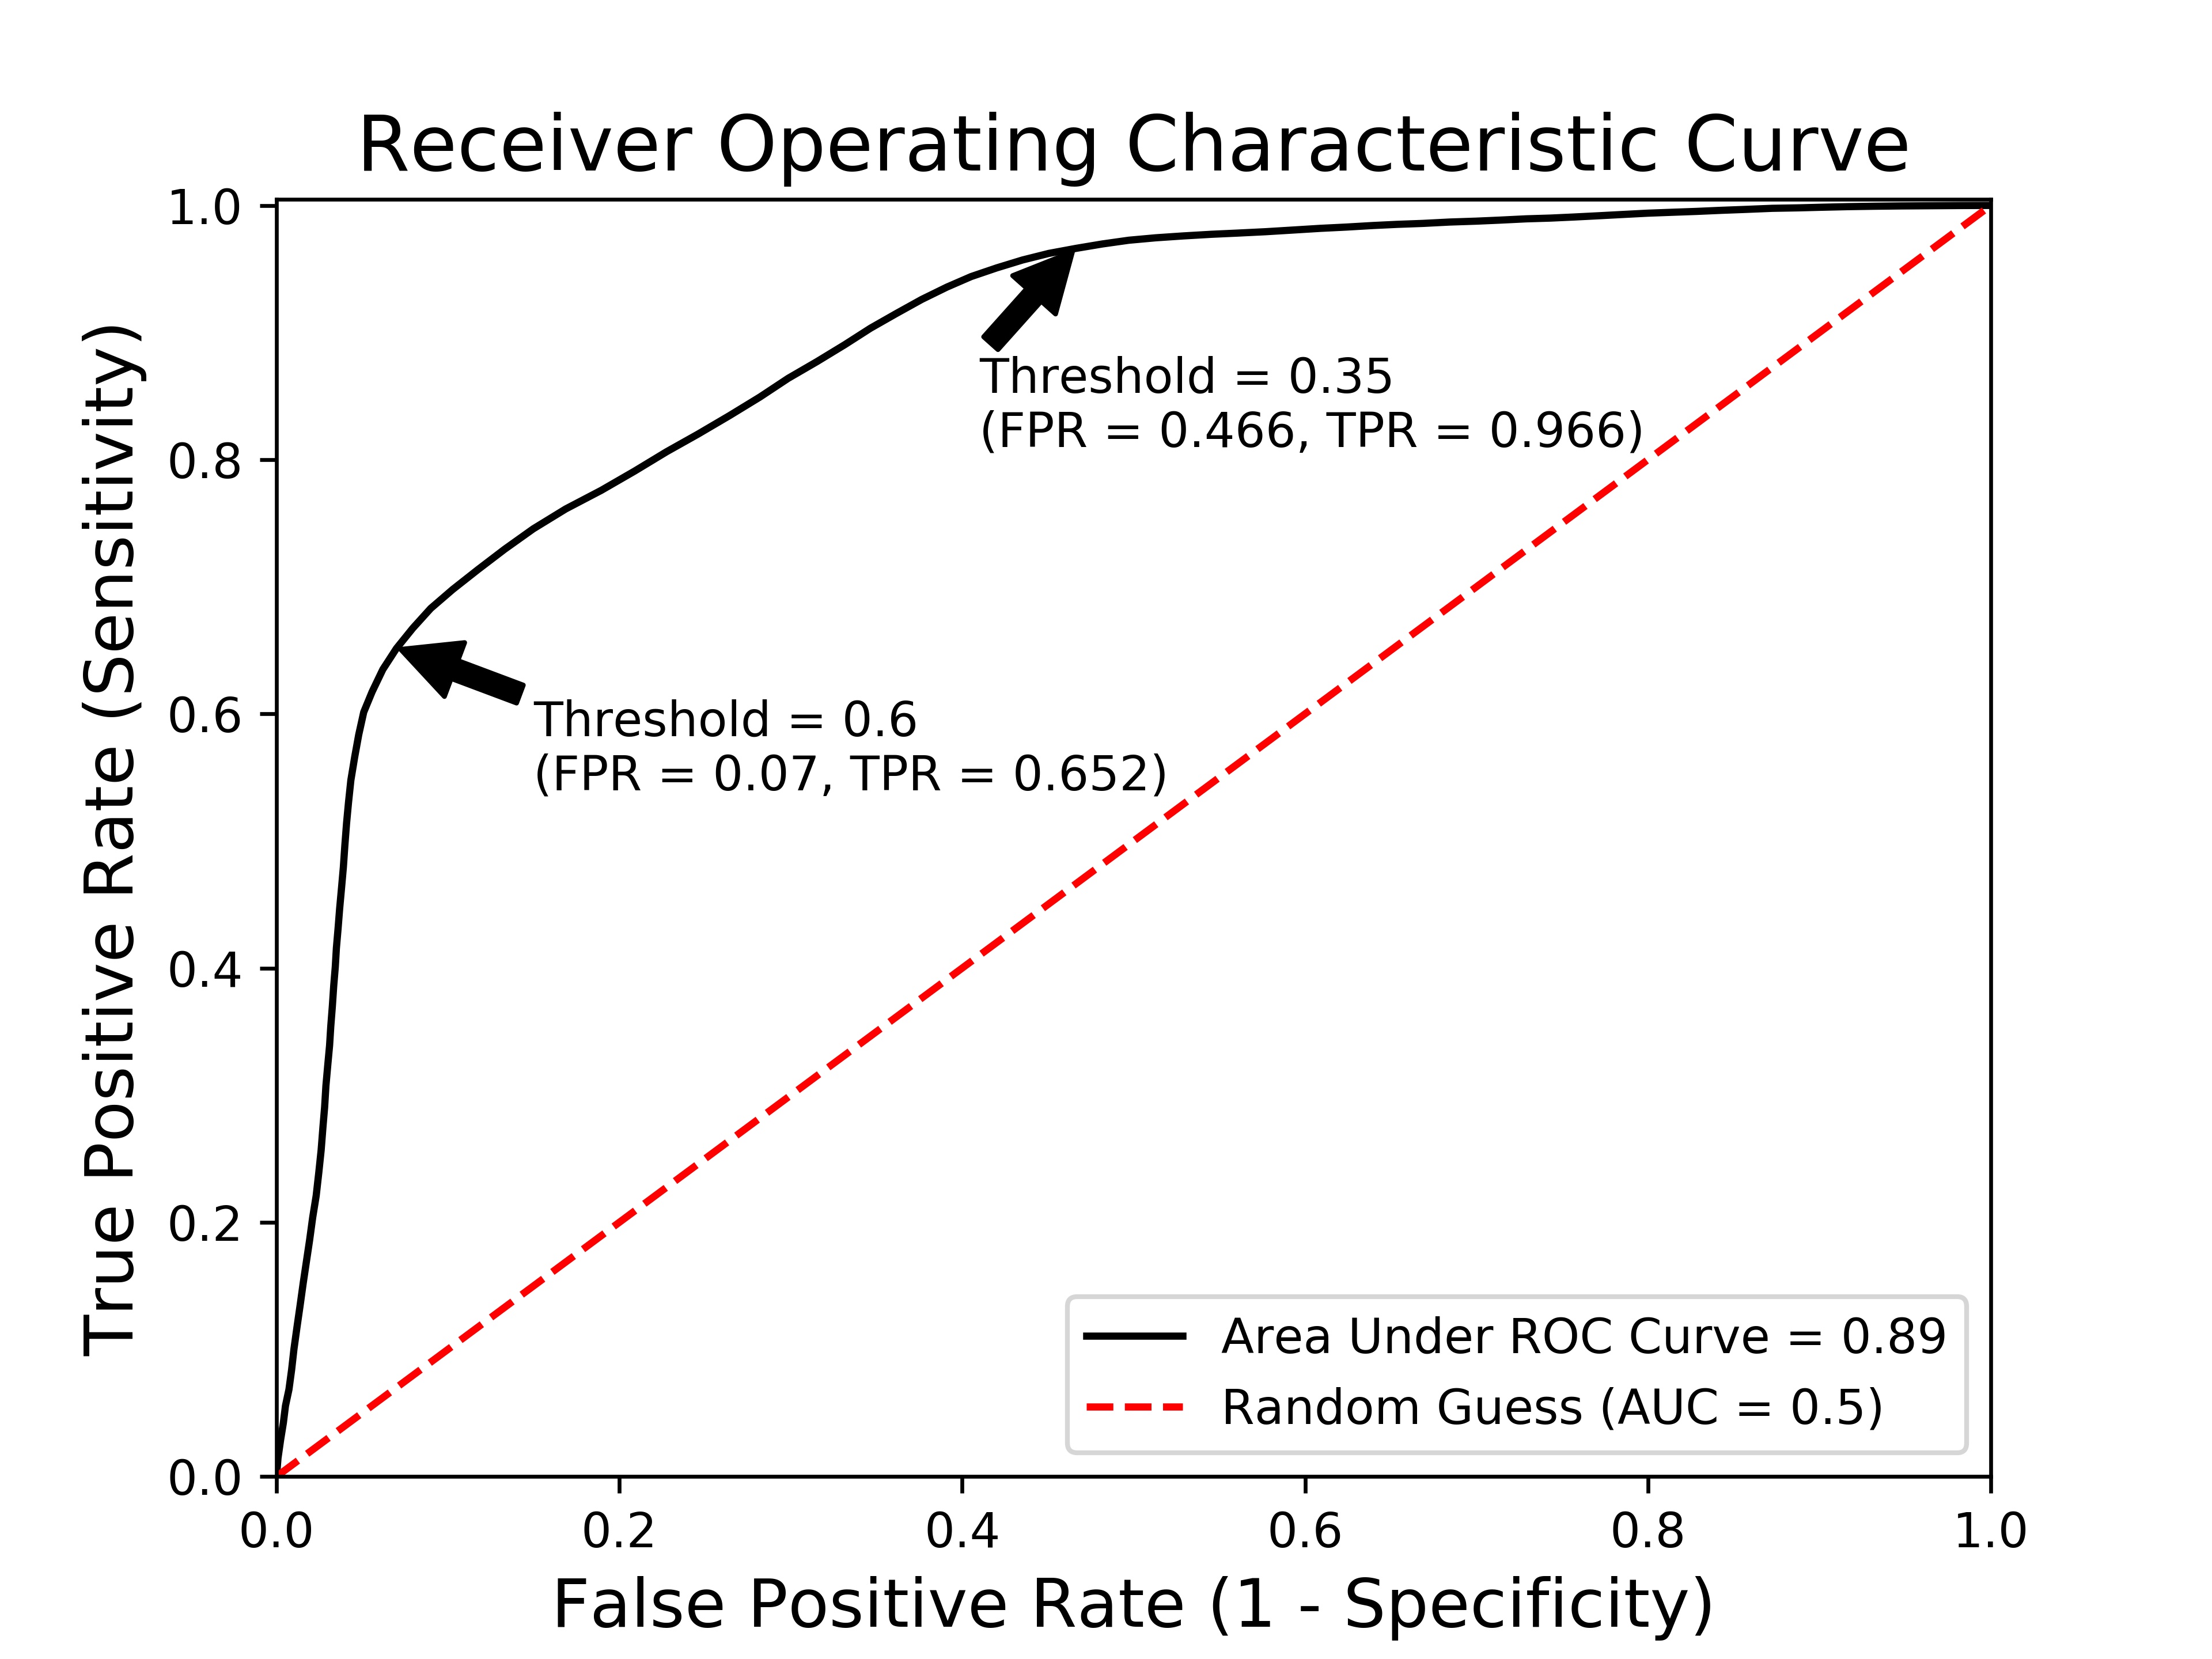 Receiver Operating Characteristic Curve
True Positive Rate (Sensitivity)
1.0
0.8
0.6
0.4
0.2
0.0
Threshold = 0.35
(FPR = 0.466, TPR = 0.966)
Threshold = 0.6
(FPR = 0.07, TPR = 0.652)
Area Under ROC Curve = 0.89
Random Guess (AUC = 0.5)
0.0 0.2 0.4 0.6 0.8 1.0
False Positive Rate (1 - Specificity)